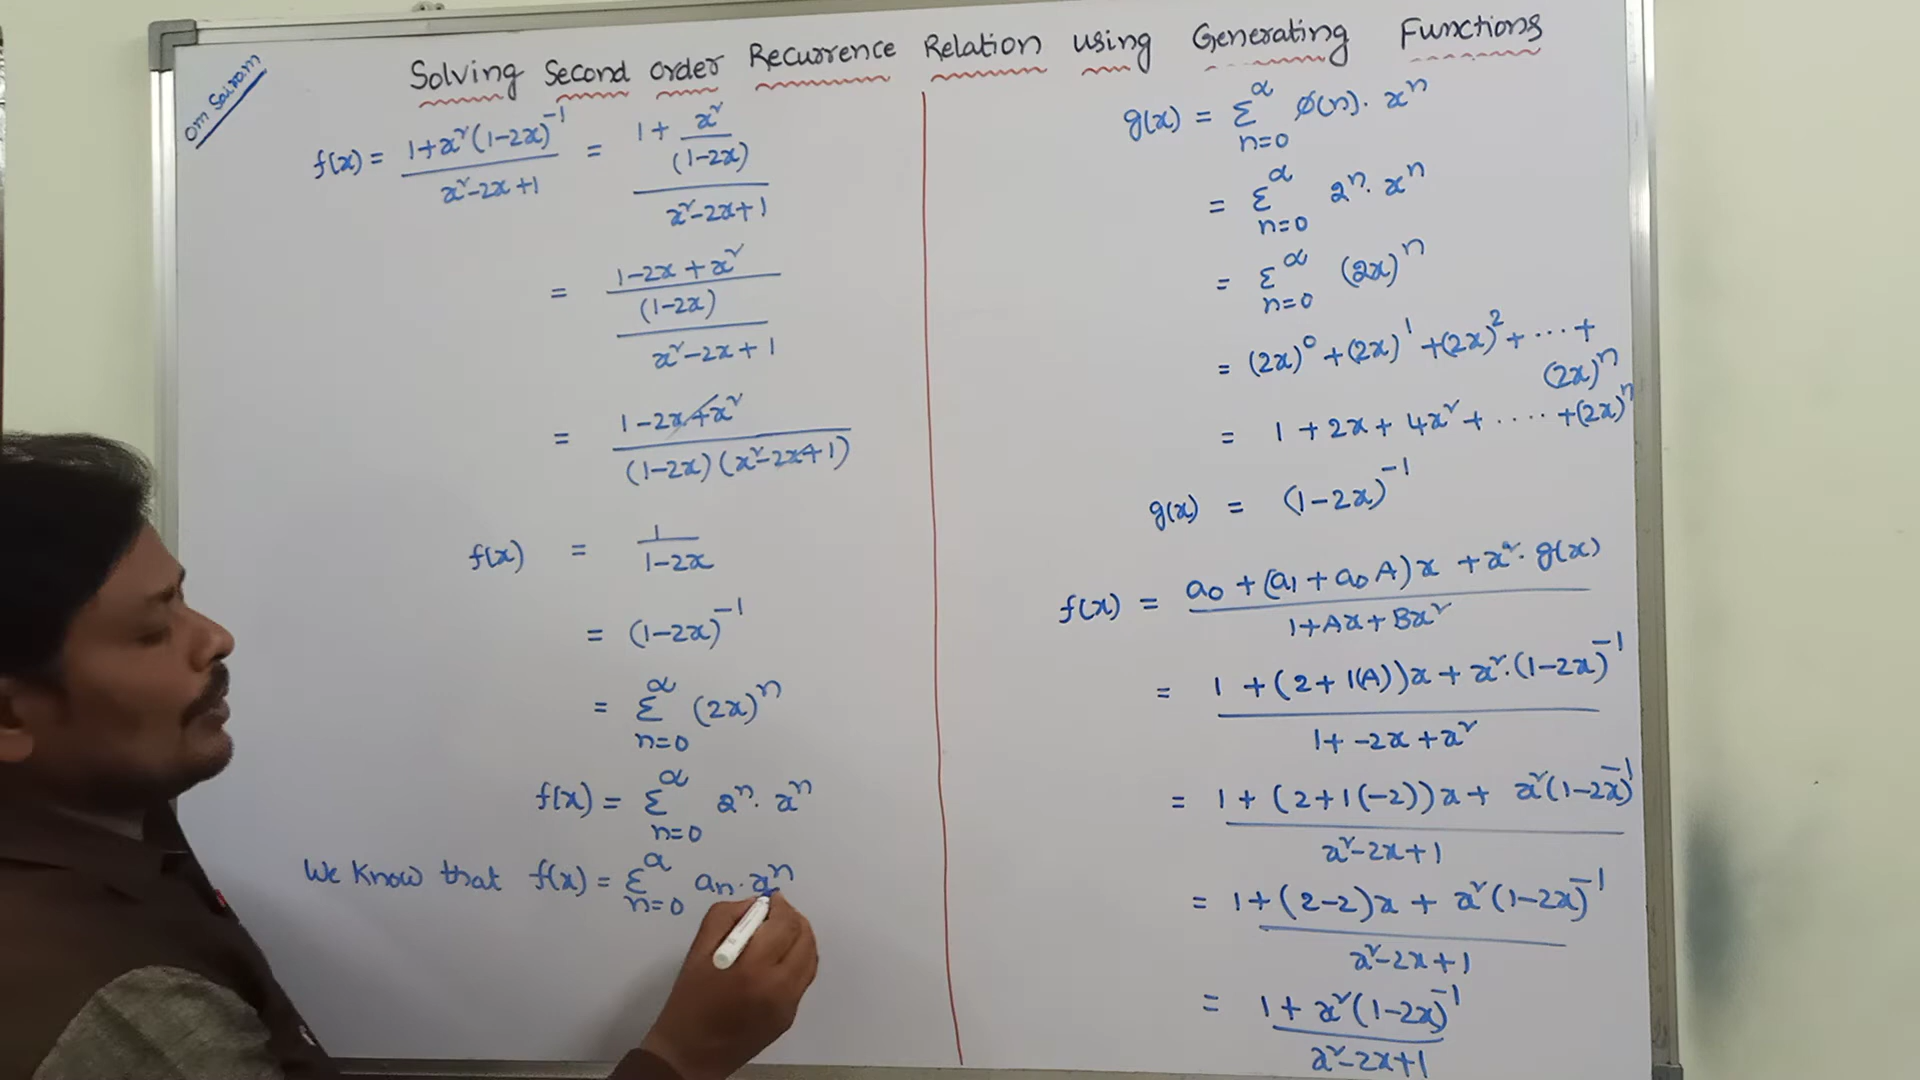 Solving Second order Recurrence Relation using Generating Functions
Om Sairam
f(x) = 1+x²(1-2x)⁻¹ / x²-2x+1 = 1 + x²/(1-2x) / x²-2x+1
= 1-2x+x² / (1-2x) / x²-2x+1
= 1-2x+x² / (1-2x)(x²-2x+1)
f(x) = 1 / 1-2x
= (1-2x)⁻¹
= Σ n=0 α (2x)ⁿ
f(x) = Σ n=0 α 2ⁿ. xⁿ
We know that f(x) = Σ n=0 α aₙ. xⁿ
g(x) = Σ n=0 α ϕ(n). xⁿ
= Σ n=0 α 2ⁿ. xⁿ
= Σ n=0 α (2x)ⁿ
= (2x)⁰ + (2x)¹ + (2x)² + ... +
(2x)ⁿ
= 1 + 2x + 4x² + ..... + (2x)ⁿ
g(x) = (1-2x)⁻¹
f(x) = a₀ + (a₁ + a₀A)x + x². g(x) / 1+Ax+Bx²
= 1 + (2+1(A))x + x².(1-2x)⁻¹ / 1+-2x+x²
= 1 + (2+1(-2))x + x²(1-2x)⁻¹ / x²-2x+1
= 1+(2-2)x + x²(1-2x)⁻¹ / x²-2x+1
= 1 + x²(1-2x)⁻¹ / x²-2x+1